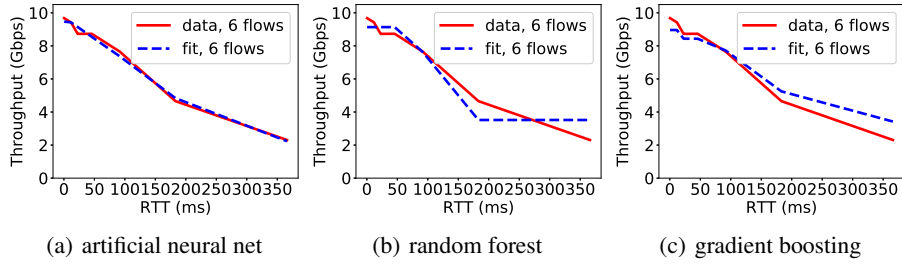 10
8
6
4
2
0
Throughput (Gbps)
data, 6 flows
fit, 6 flows
0 50 100 150 200 250 300 350
RTT (ms)
(a) artificial neural net
10
8
6
4
2
0
Throughput (Gbps)
data, 6 flows
fit, 6 flows
0 50 100 150 200 250 300 350
RTT (ms)
(b) random forest
10
8
6
4
2
0
Throughput (Gbps)
data, 6 flows
fit, 6 flows
0 50 100 150 200 250 300 350
RTT (ms)
(c) gradient boosting